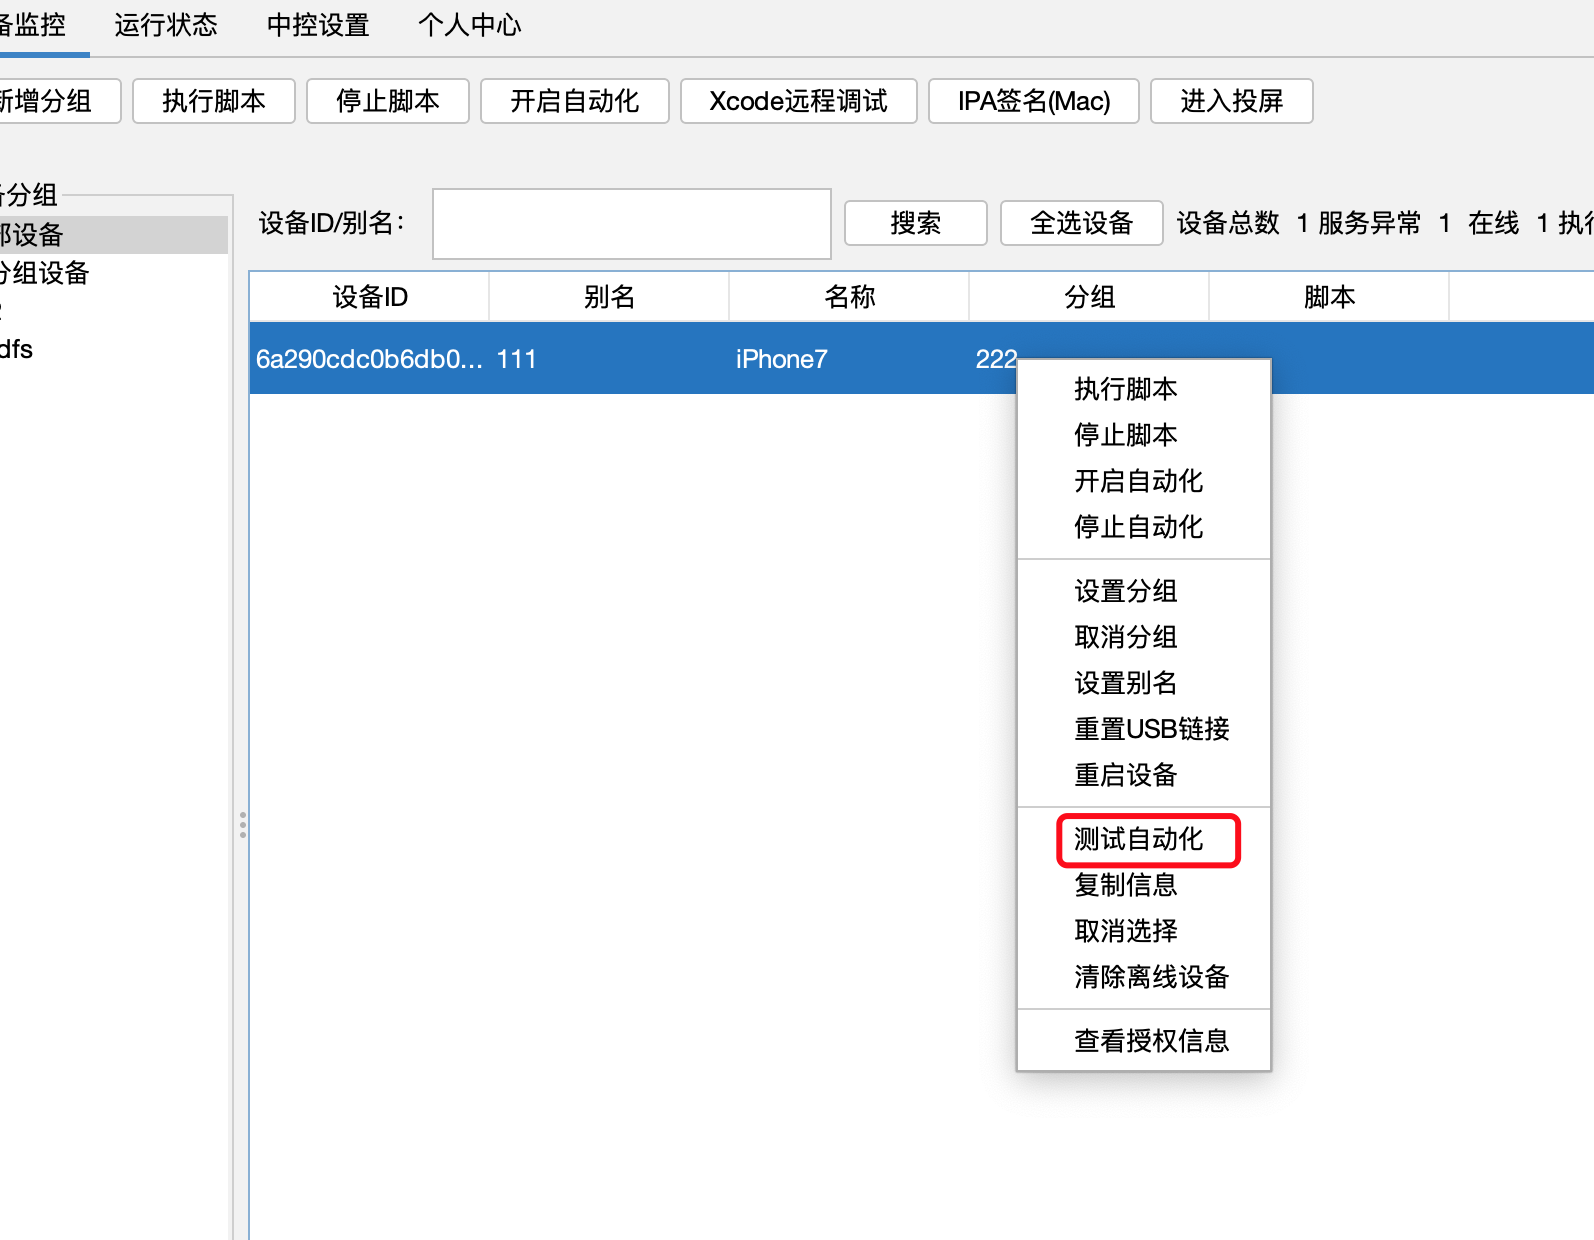 备监控 运行状态 中控设置 个人中心
新增分组 执行脚本 停止脚本 开启自动化 Xcode远程调试 IPA签名(Mac) 进入投屏
分组
设备ID/别名： 搜索 全选设备 设备总数 1 服务异常 1 在线 1 执行
部设备
分组设备
dfs
设备ID 别名 名称 分组 脚本
6a290cdc0b6db0... 111 iPhone7 222
执行脚本
停止脚本
开启自动化
停止自动化
设置分组
取消分组
设置别名
重置USB链接
重启设备
测试自动化
复制信息
取消选择
清除离线设备
查看授权信息